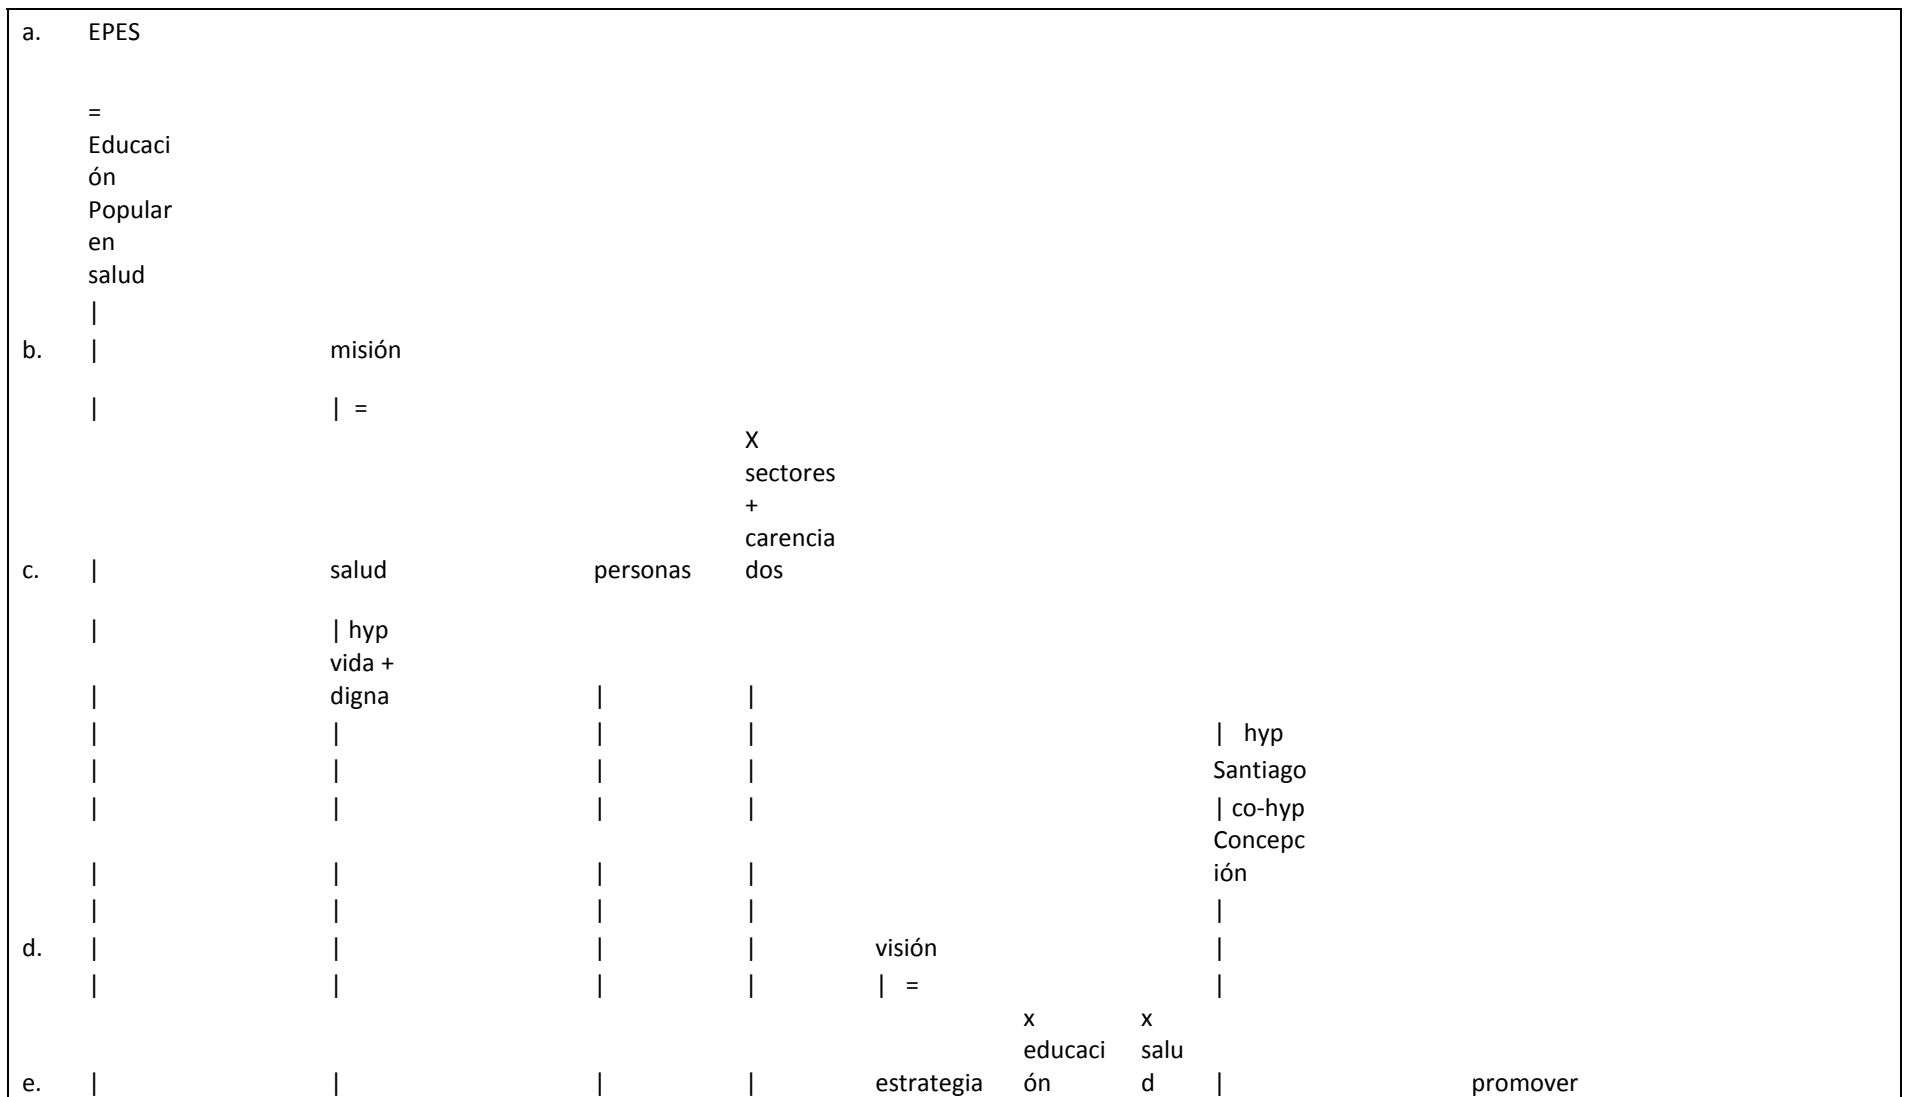 a. EPES
=
Educaci
ón
Popular
en
salud
|
b. | misión
| | =
X
sectores
+
carencia
c. | salud personas dos
| | hyp
vida +
| digna | |
| | | | | hyp
| | | | Santiago
| | | | | co-hyp
Concepc
| | | | ión
| | | | |
d. | | | | visión |
| | | | | = |
x x
educaci salu
e. | | | | estrategia ón d | promover